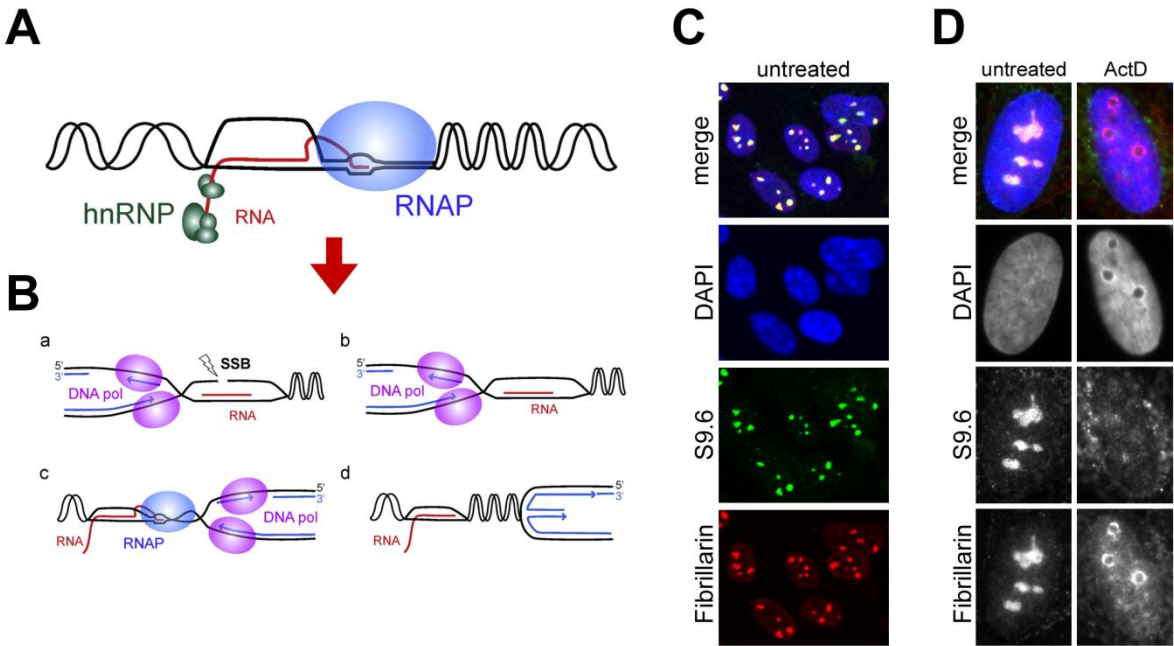 A
hnRNP
RNA
RNAP
B
a
5'
3'
DNA pol
SSB
RNA
b
5'
3'
DNA pol
RNA
c
RNA
RNAP
DNA pol
5'
3'
d
RNA
5'
3'
C
untreated
merge
DAPI
S9.6
Fibrillarin
D
untreated ActD
merge
DAPI
S9.6
Fibrillarin